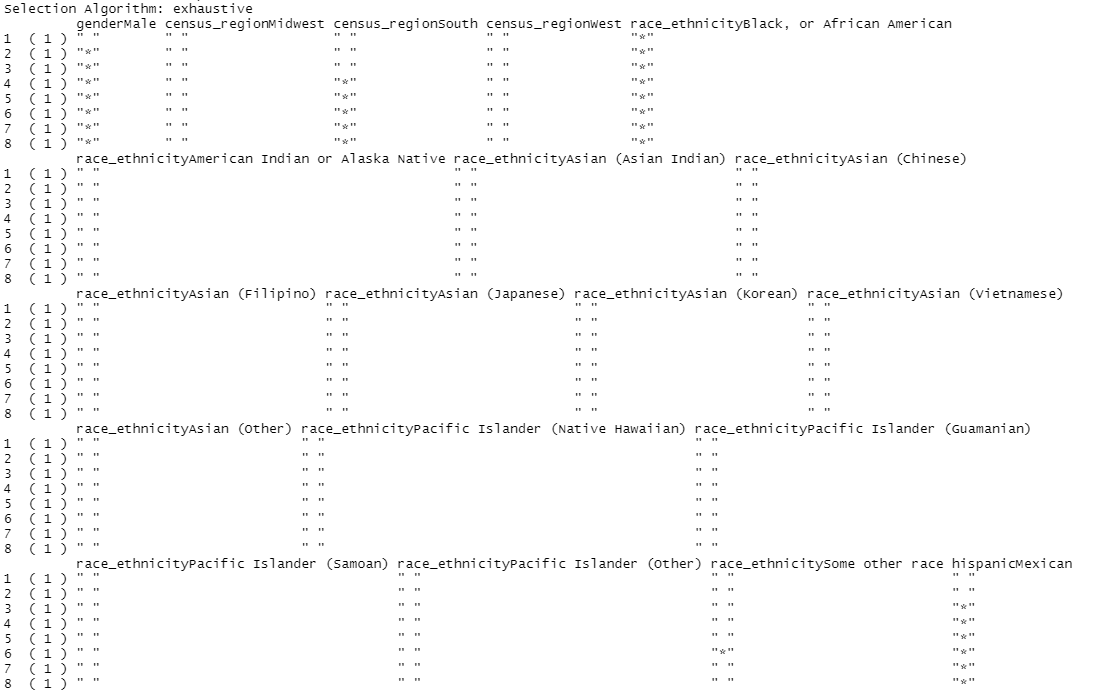 Selection Algorithm: exhaustive
         genderMale census_regionMidwest census_regionSouth census_regionWest race_ethnicityBlack, or African American
1  ( 1 ) " "        " "                  " "                " "               "*"
2  ( 1 ) "*"        " "                  " "                " "               "*"
3  ( 1 ) "*"        " "                  " "                " "               "*"
4  ( 1 ) "*"        " "                  "*"                " "               "*"
5  ( 1 ) "*"        " "                  "*"                " "               "*"
6  ( 1 ) "*"        " "                  "*"                " "               "*"
7  ( 1 ) "*"        " "                  "*"                " "               "*"
8  ( 1 ) "*"        " "                  "*"                " "               "*"
         race_ethnicityAmerican Indian or Alaska Native race_ethnicityAsian (Asian Indian) race_ethnicityAsian (Chinese)
1  ( 1 ) " "                                            " "                                " "
2  ( 1 ) " "                                            " "                                " "
3  ( 1 ) " "                                            " "                                " "
4  ( 1 ) " "                                            " "                                " "
5  ( 1 ) " "                                            " "                                " "
6  ( 1 ) " "                                            " "                                " "
7  ( 1 ) " "                                            " "                                " "
8  ( 1 ) " "                                            " "                                " "
         race_ethnicityAsian (Filipino) race_ethnicityAsian (Japanese) race_ethnicityAsian (Korean) race_ethnicityAsian (Vietnamese)
1  ( 1 ) " "                            " "                            " "                          " "
2  ( 1 ) " "                            " "                            " "                          " "
3  ( 1 ) " "                            " "                            " "                          " "
4  ( 1 ) " "                            " "                            " "                          " "
5  ( 1 ) " "                            " "                            " "                          " "
6  ( 1 ) " "                            " "                            " "                          " "
7  ( 1 ) " "                            " "                            " "                          " "
8  ( 1 ) " "                            " "                            " "                          " "
         race_ethnicityAsian (Other) race_ethnicityPacific Islander (Native Hawaiian) race_ethnicityPacific Islander (Guamanian)
1  ( 1 ) " "                         " "                                              " "
2  ( 1 ) " "                         " "                                              " "
3  ( 1 ) " "                         " "                                              " "
4  ( 1 ) " "                         " "                                              " "
5  ( 1 ) " "                         " "                                              " "
6  ( 1 ) " "                         " "                                              " "
7  ( 1 ) " "                         " "                                              " "
8  ( 1 ) " "                         " "                                              " "
         race_ethnicityPacific Islander (Samoan) race_ethnicityPacific Islander (Other) race_ethnicitySome other race hispanicMexican
1  ( 1 ) " "                                     " "                                    " "                           " "
2  ( 1 ) " "                                     " "                                    " "                           " "
3  ( 1 ) " "                                     " "                                    " "                           "*"
4  ( 1 ) " "                                     " "                                    " "                           "*"
5  ( 1 ) " "                                     " "                                    " "                           "*"
6  ( 1 ) " "                                     " "                                    "*"                           "*"
7  ( 1 ) " "                                     " "                                    " "                           "*"
8  ( 1 ) " "                                     " "                                    " "                           "*"